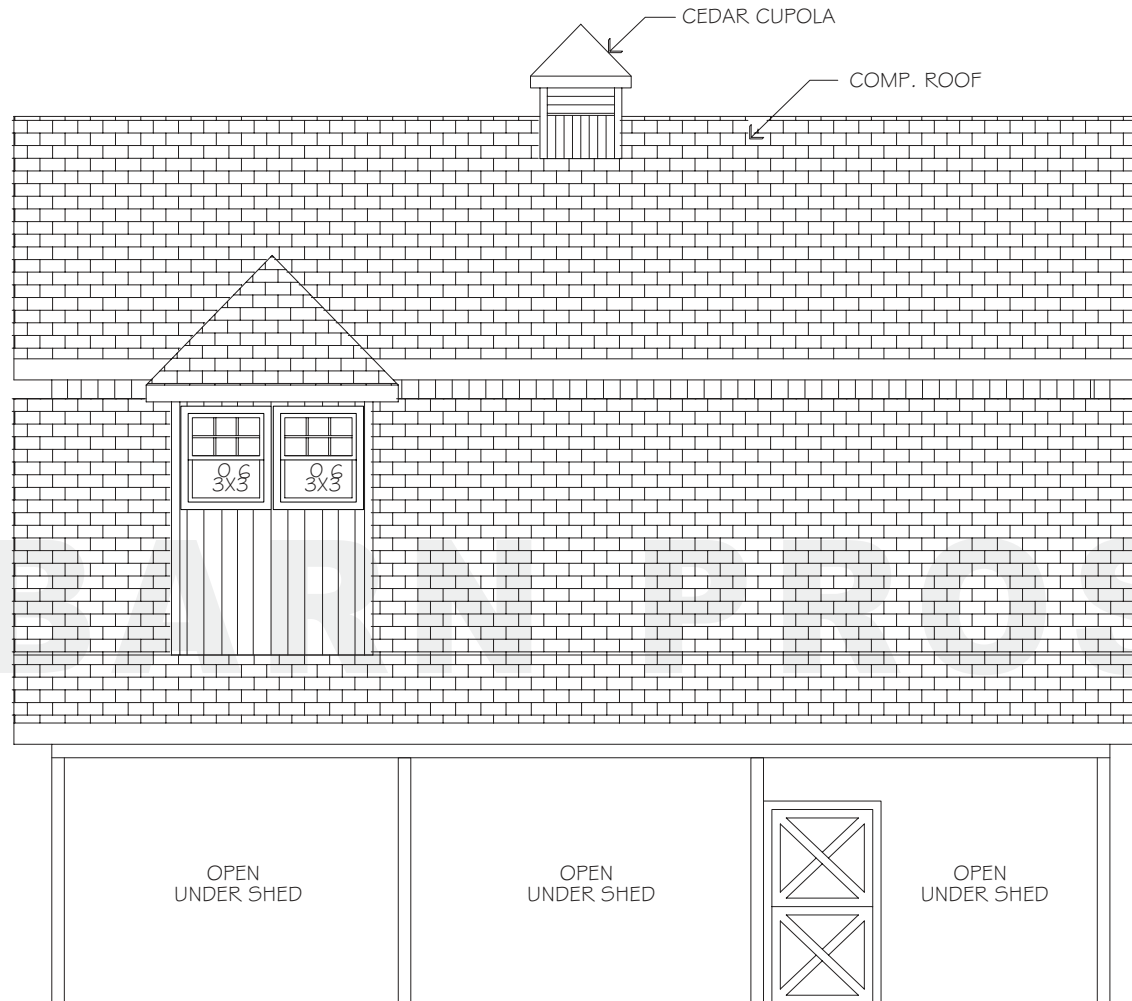 CEDAR CUPOLA
COMP. ROOF
0 6
3X3
0 6
3X3
BARN PROS
OPEN
UNDER SHED
OPEN
UNDER SHED
OPEN
UNDER SHED